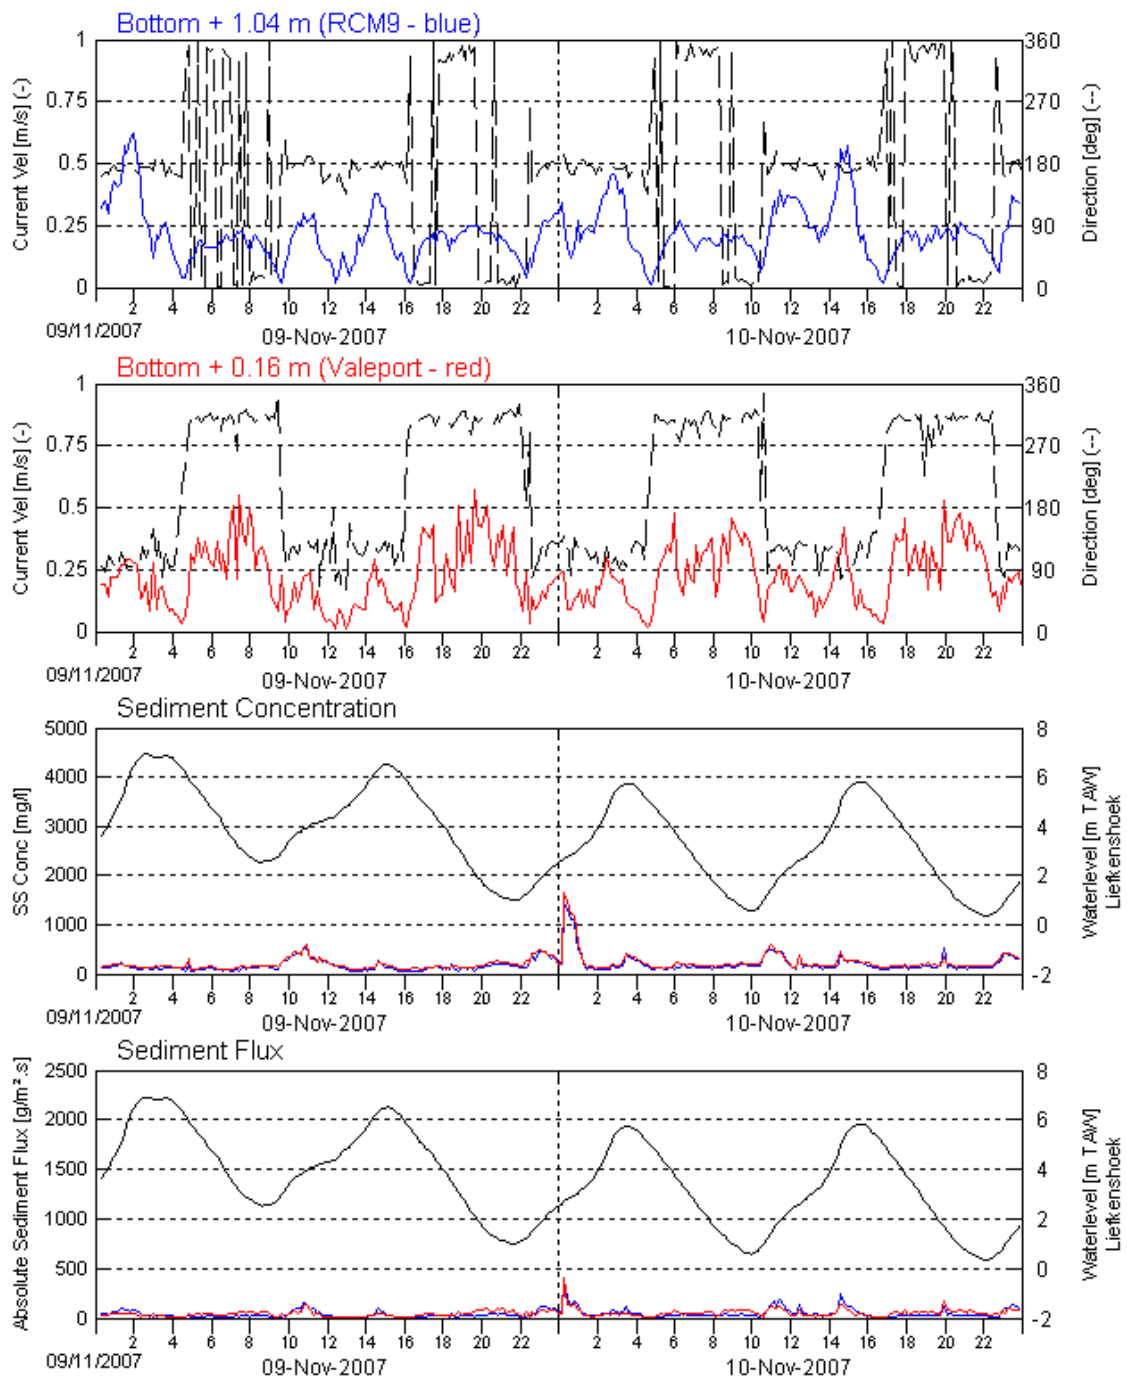 Bottom + 1.04 m (RCM9 - blue)
Current Vel [m/s] (-)
1
0.75
0.5
0.25
0
360
270
180
90
0
Direction [deg] (--)
2 4 6 8 10 12 14 16 18 20 22 2 4 6 8 10 12 14 16 18 20 22
09/11/2007 09-Nov-2007 10-Nov-2007
Bottom + 0.16 m (Valeport - red)
Current Vel [m/s] (-)
1
0.75
0.5
0.25
0
360
270
180
90
0
Direction [deg] (--)
2 4 6 8 10 12 14 16 18 20 22 2 4 6 8 10 12 14 16 18 20 22
09/11/2007 09-Nov-2007 10-Nov-2007
Sediment Concentration
SS Conc [mg/l]
5000
4000
3000
2000
1000
0
8
6
4
2
0
-2
Waterlevel [m TAW]
Liefkenshoek
2 4 6 8 10 12 14 16 18 20 22 2 4 6 8 10 12 14 16 18 20 22
09/11/2007 09-Nov-2007 10-Nov-2007
Sediment Flux
Absolute Sediment Flux [g/m².s]
2500
2000
1500
1000
500
0
8
6
4
2
0
-2
Waterlevel [m TAW]
Liefkenshoek
2 4 6 8 10 12 14 16 18 20 22 2 4 6 8 10 12 14 16 18 20 22
09/11/2007 09-Nov-2007 10-Nov-2007